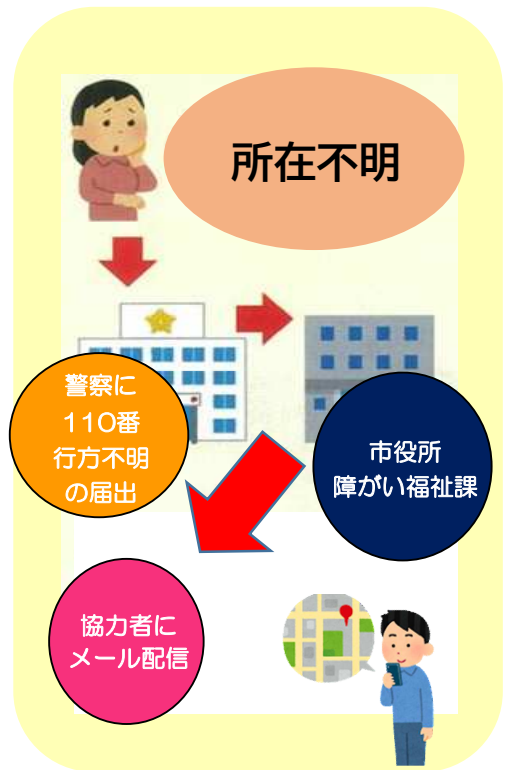 所在不明
警察に
110番
行方不明
の届出
市役所
障がい福祉課
協力者に
メール配信